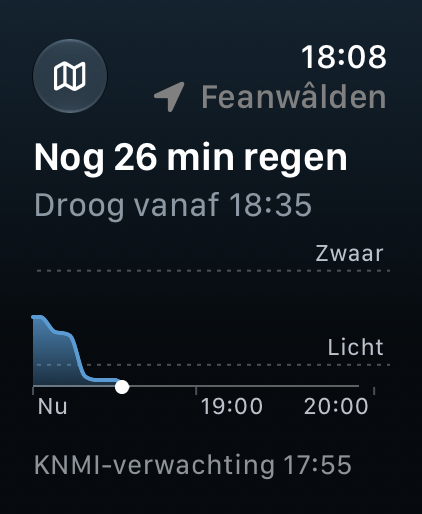 18:08
Feanwâlden
Nog 26 min regen
Droog vanaf 18:35
Zwaar
Licht
Nu 19:00 20:00
KNMI-verwachting 17:55